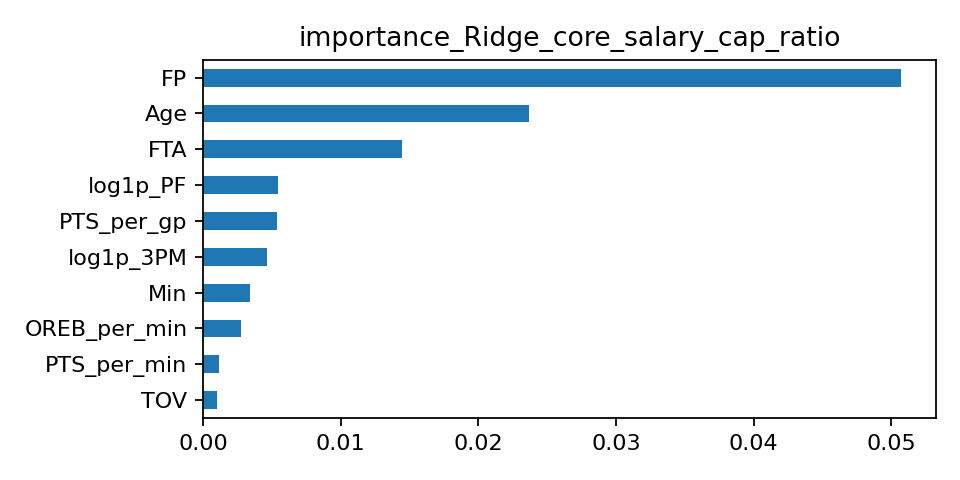 importance_Ridge_core_salary_cap_ratio
FP
Age
FTA
log1p_PF
PTS_per_gp
log1p_3PM
Min
OREB_per_min
PTS_per_min
TOV
0.00 0.01 0.02 0.03 0.04 0.05